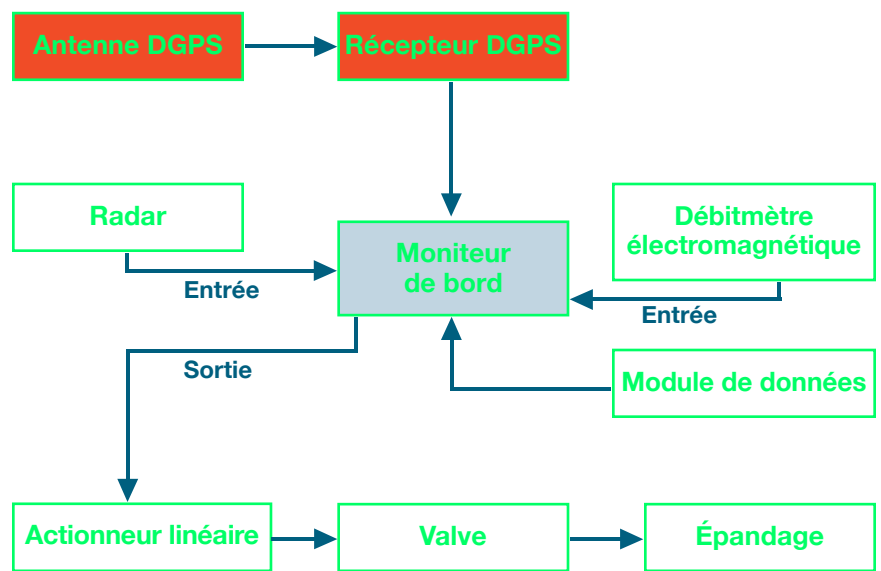 Antenne DGPS
Récepteur DGPS
Radar
Débitmètre
électromagnétique
Moniteur
de bord
Entrée
Entrée
Sortie
Module de données
Actionneur linéaire
Valve
Épandage